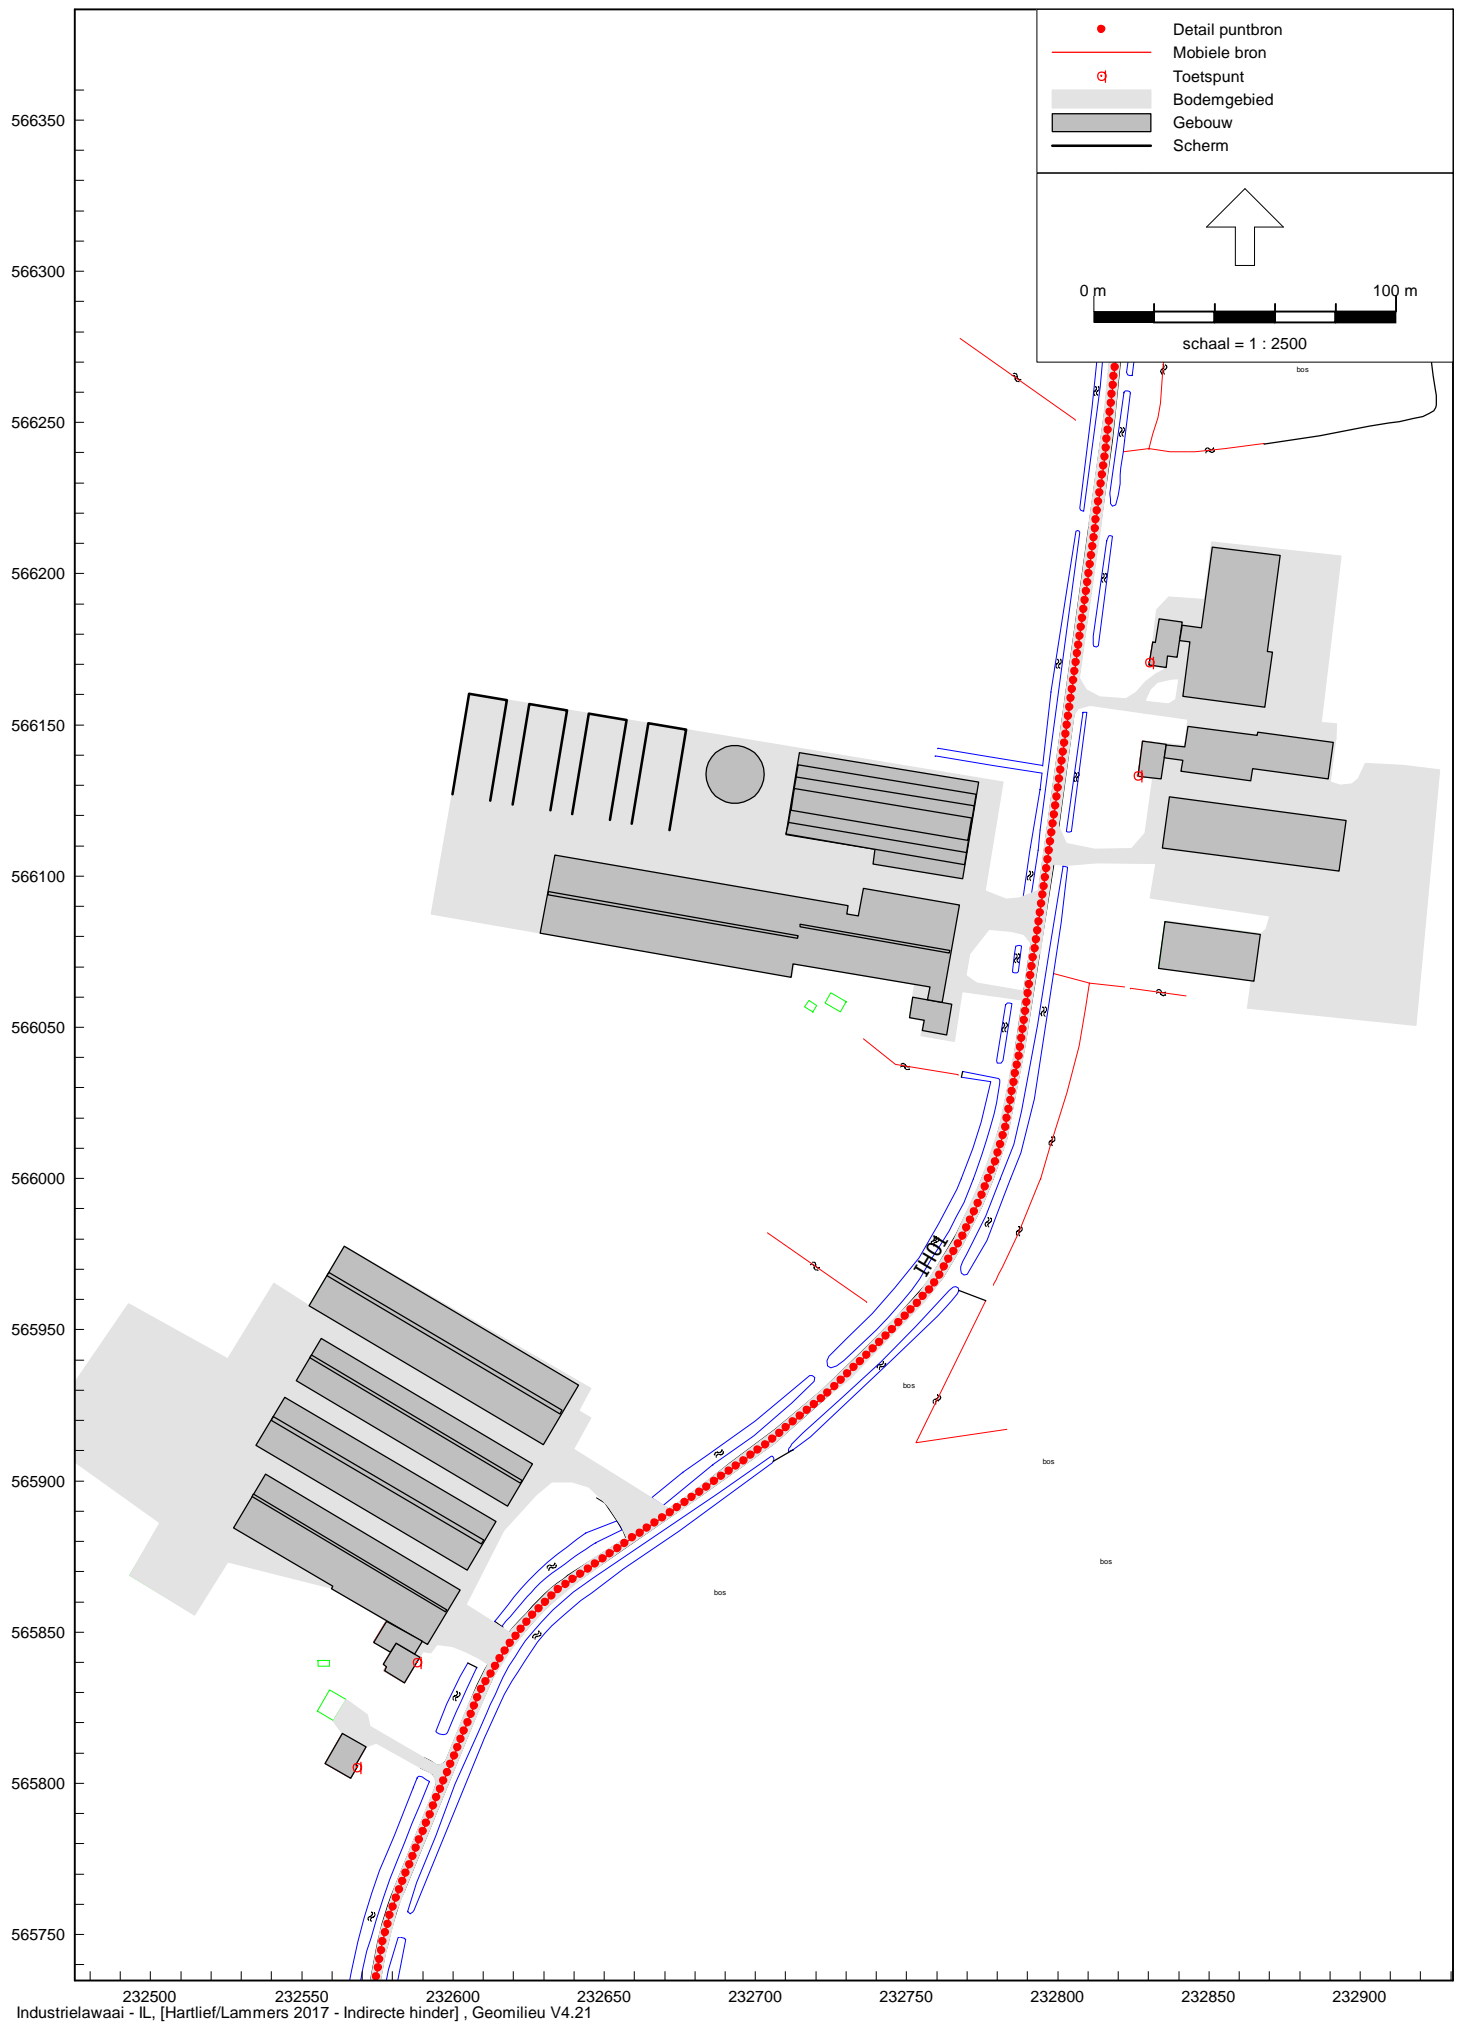 Detail puntbron
Mobiele bron
Toetspunt
Bodemgebied
Gebouw
Scherm
0 m 100 m
schaal = 1 : 2500
566350
566300
566250
566200
566150
566100
566050
566000
565950
565900
565850
565800
565750
bos
IH01
bos
bos
bos
bos
232500 232550 232600 232650 232700 232750 232800 232850 232900
Industrielawaai - IL, [Hartlief/Lammers 2017 - Indirecte hinder] , Geomilieu V4.21